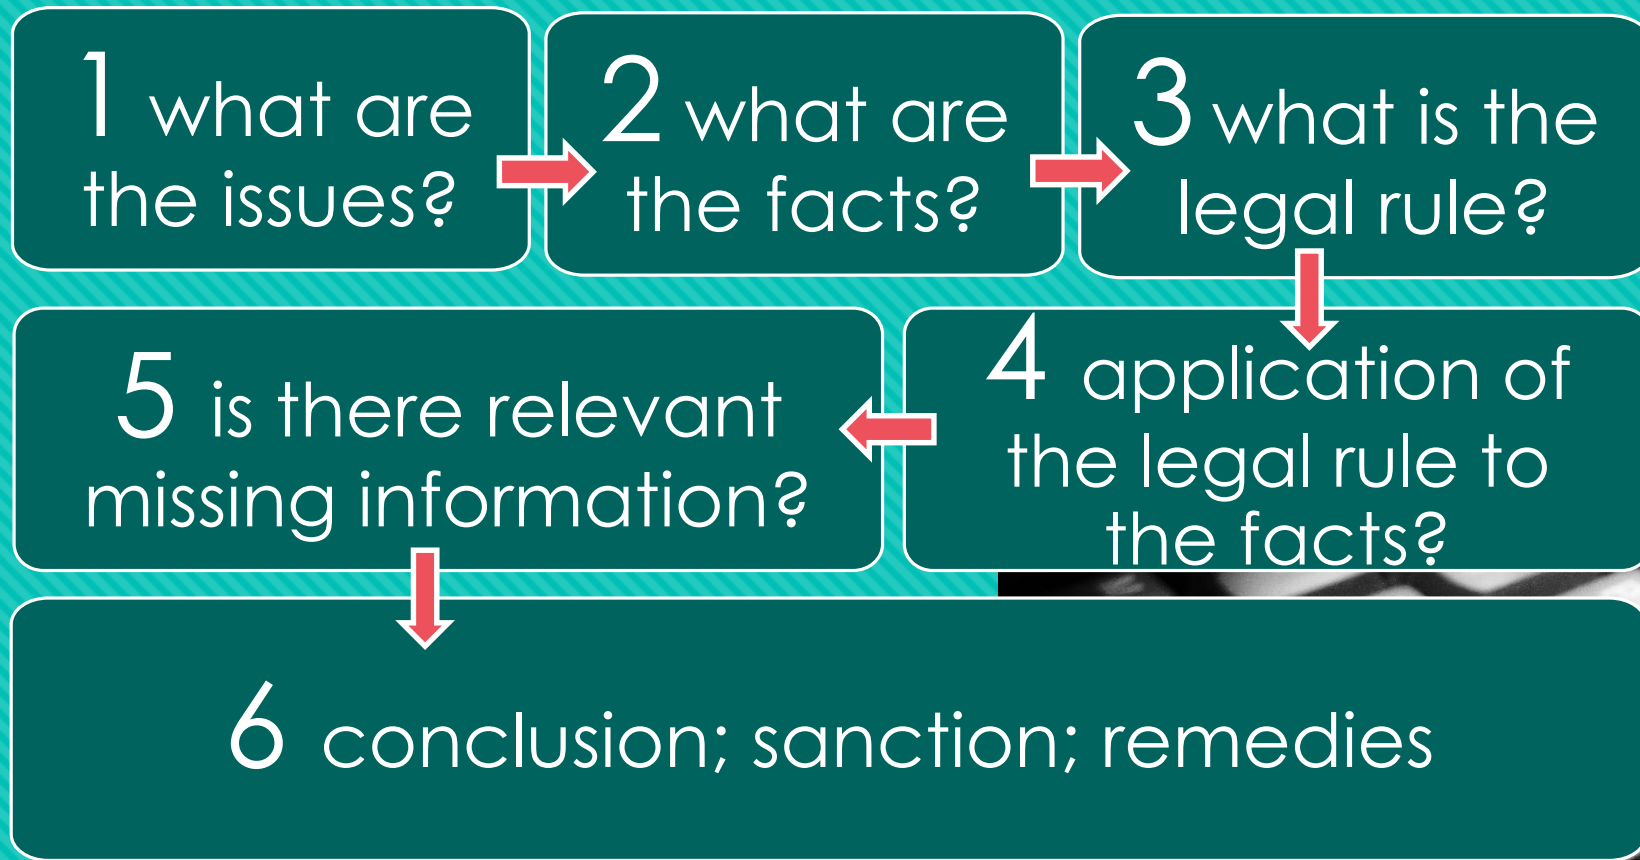 1 what are
the issues?
2 what are
the facts?
3 what is the
legal rule?
4 application of
the legal rule to
the facts?
5 is there relevant
missing information?
6 conclusion; sanction; remedies